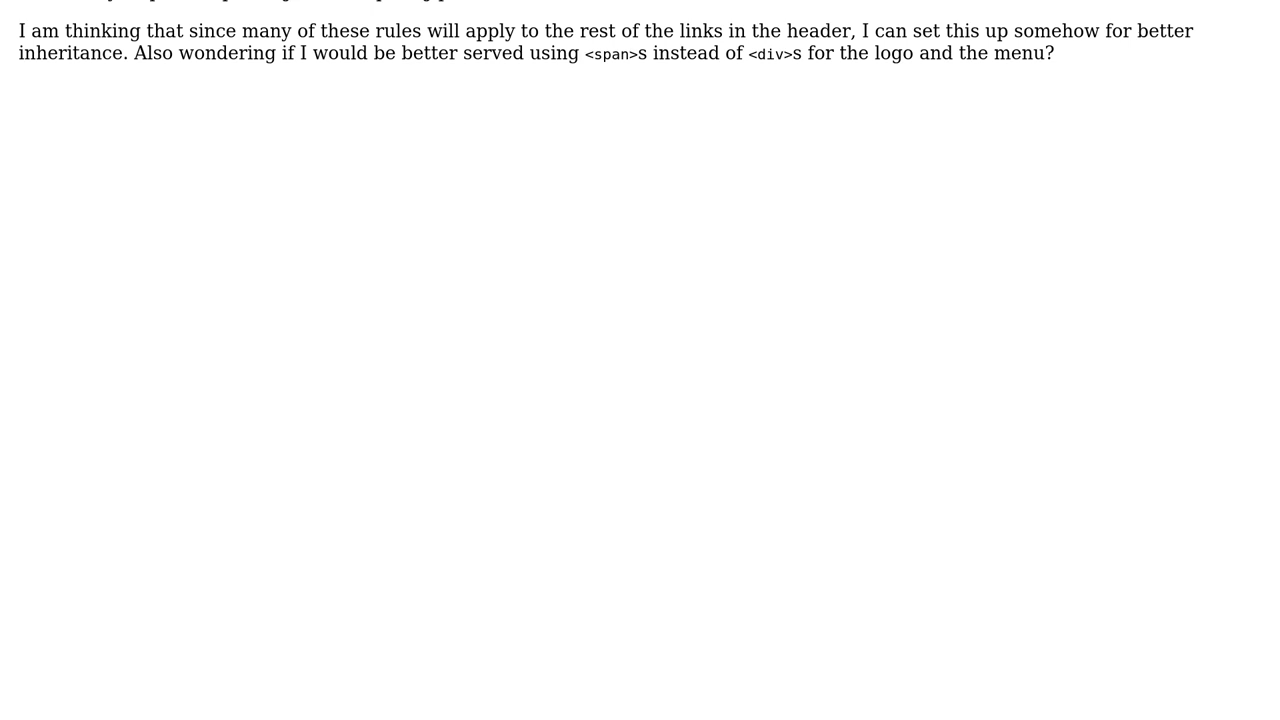 I am thinking that since many of these rules will apply to the rest of the links in the header, I can set this up somehow for better
inheritance. Also wondering if I would be better served using <span>s instead of <div>s for the logo and the menu?